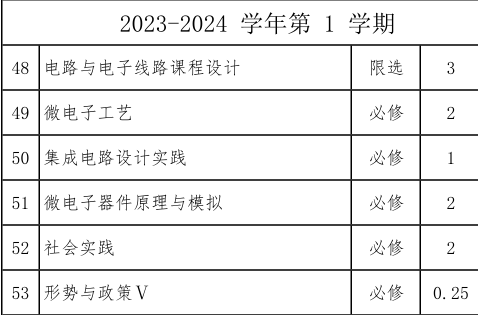 2023-2024 学年第 1 学期
48 电路与电子线路课程设计 限选 3
49 微电子工艺 必修 2
50 集成电路设计实践 必修 1
51 微电子器件原理与模拟 必修 2
52 社会实践 必修 2
53 形势与政策Ⅴ 必修 0.25